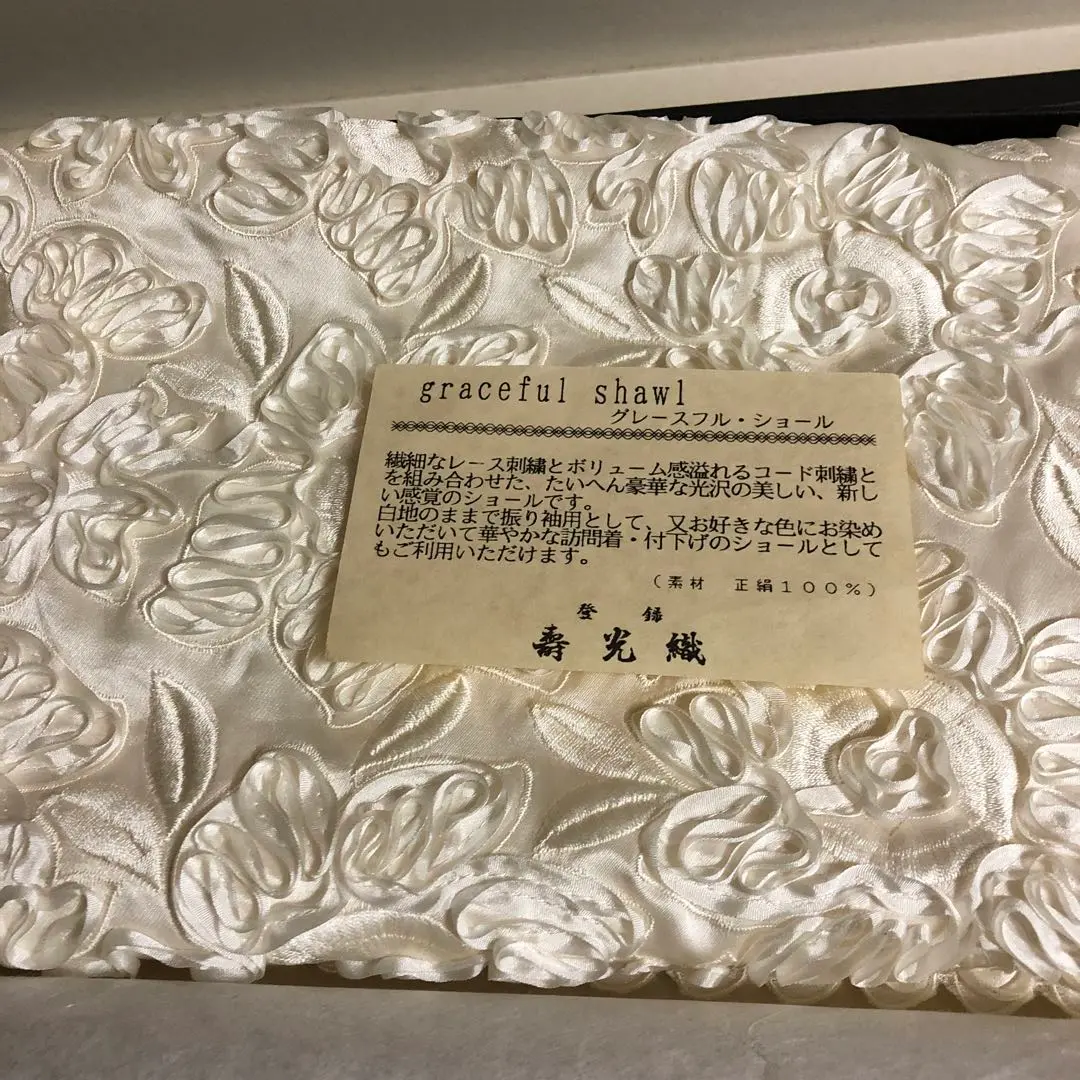 graceful shawl
グレースフル・ショール
繊細なレース刺繍とボリューム感溢れるコード刺繍と
を組み合わせた、たいへん豪華な光沢の美しい、新し
い感覚のショールです。
白地のままで振り袖用として、又お好きな色にお染め
いただいて華やかな訪問着・付下げのショールとして
もご利用いただけます。
（素材　正絹１００％）
登　録
壽光織